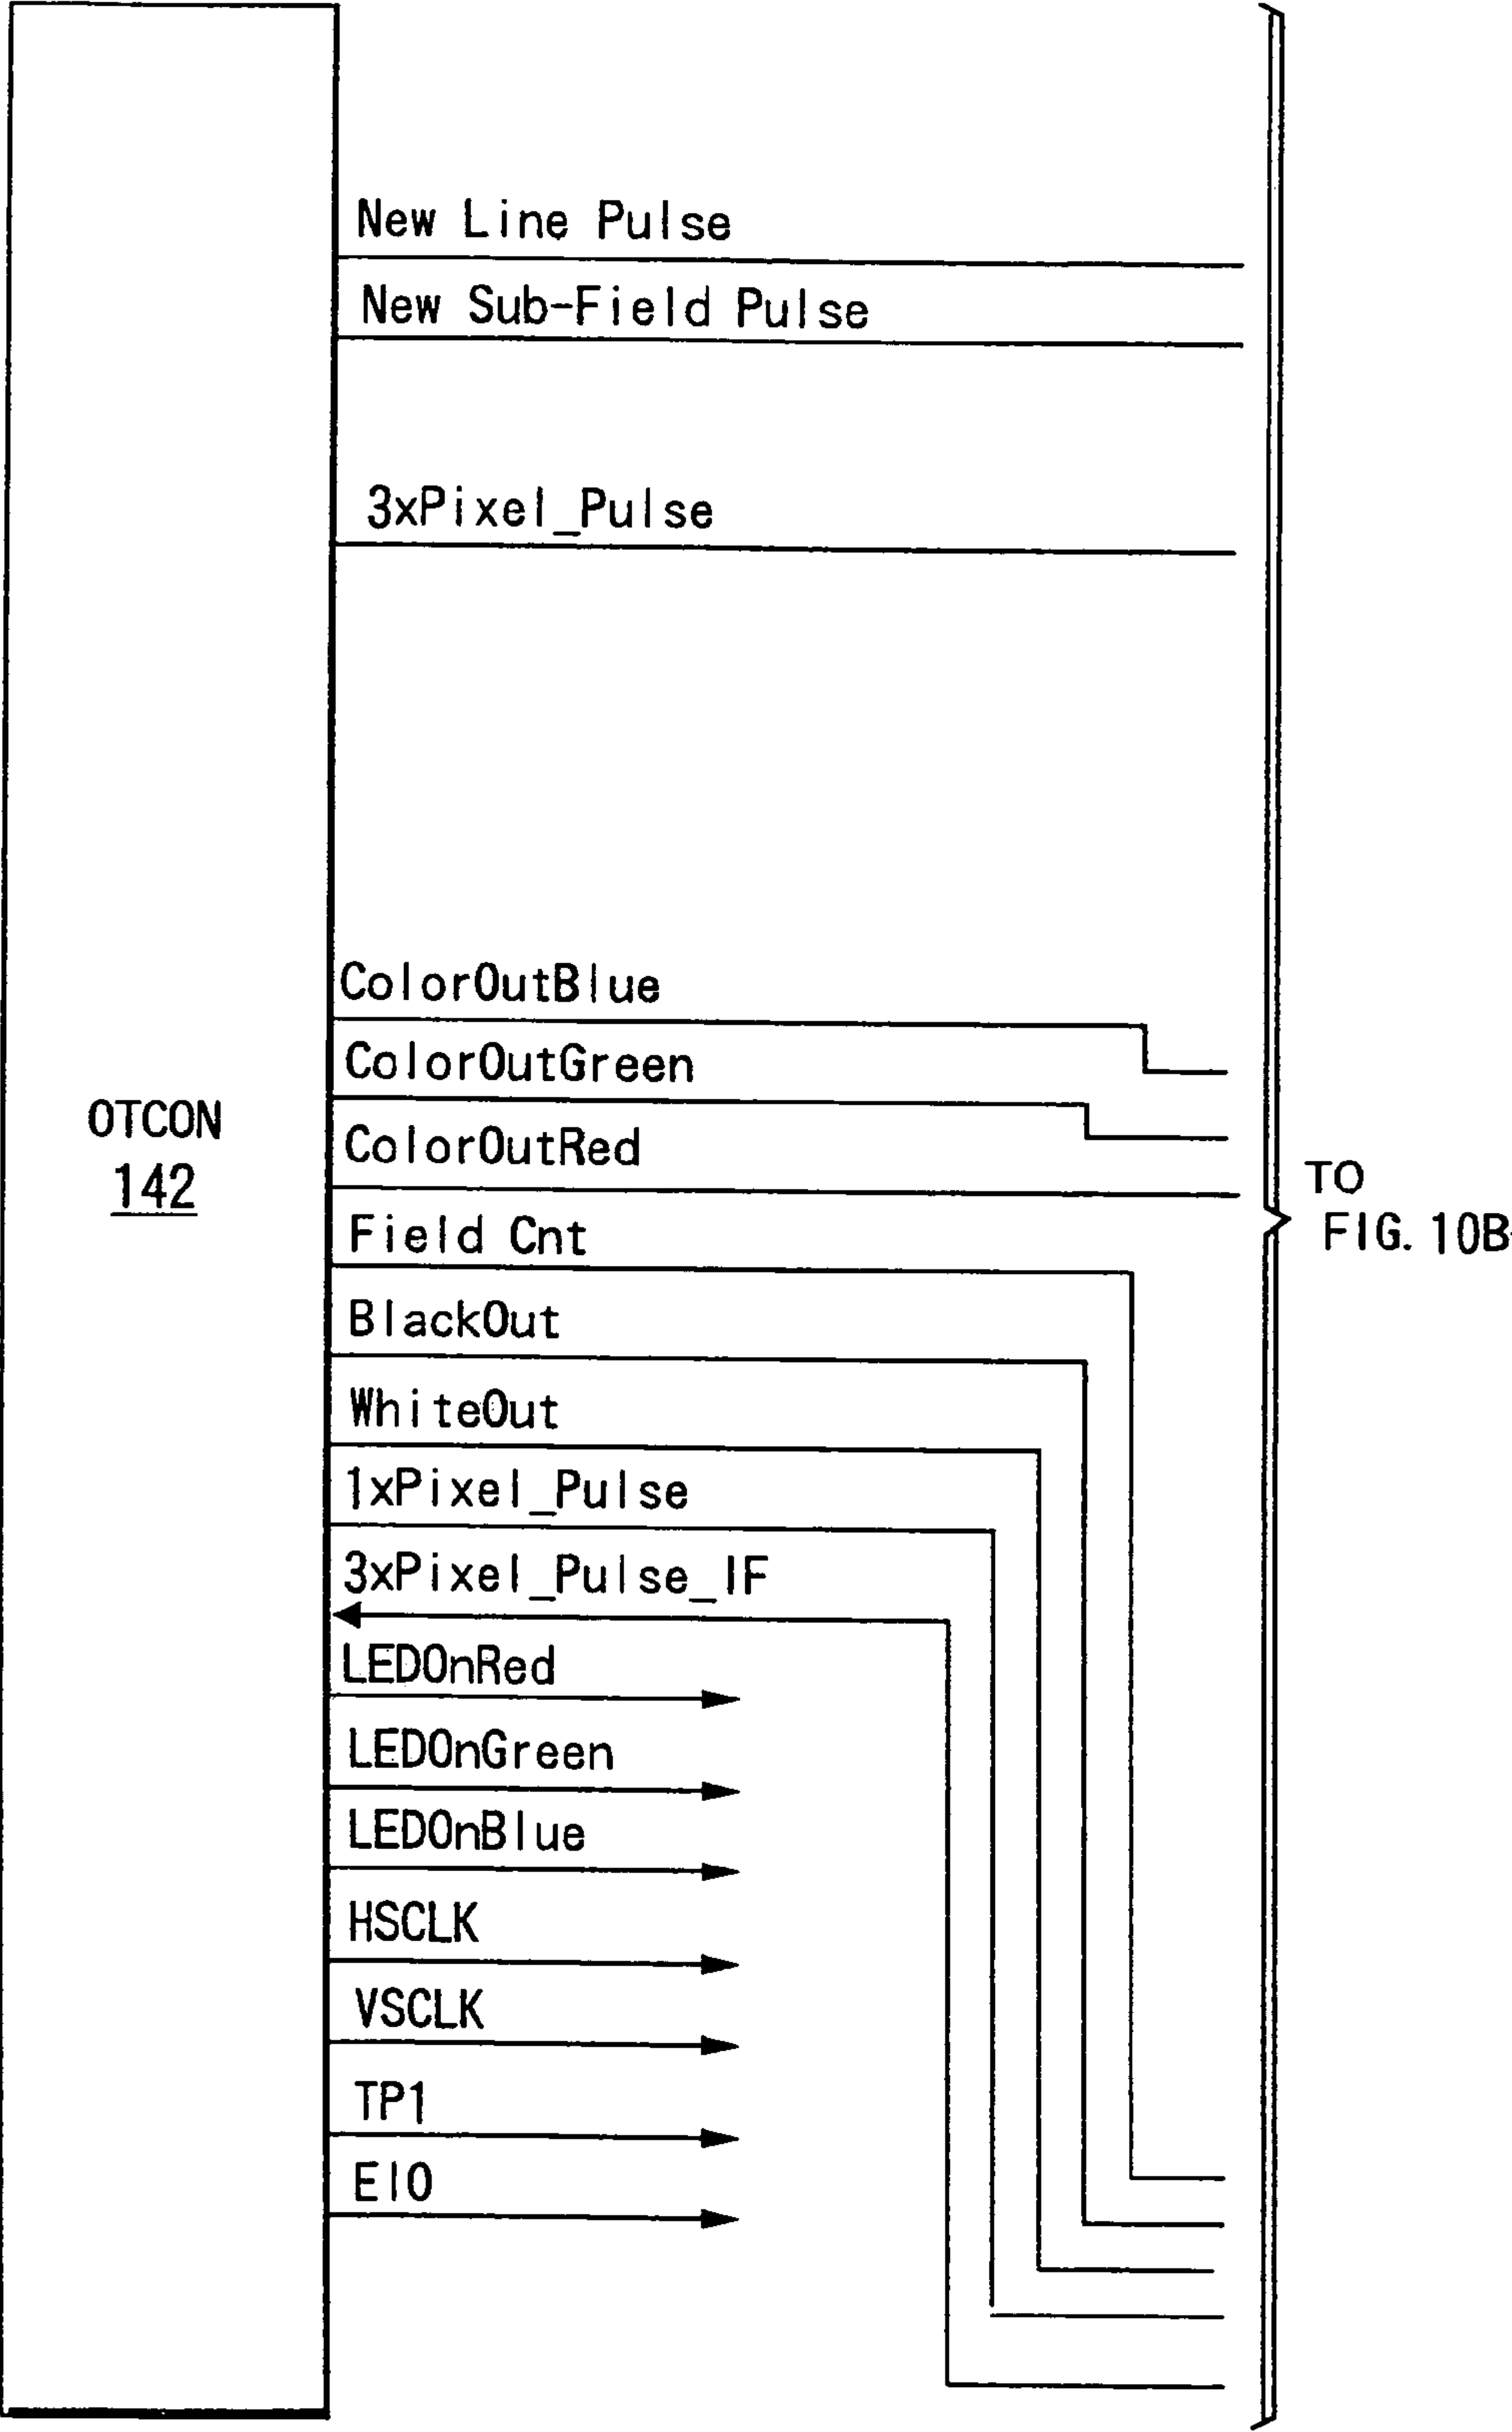 New Line Pulse
New Sub-Field Pulse
3xPixel_Pulse
ColorOutBlue
ColorOutGreen
OTCON
142
ColorOutRed
TO
FIG. 10B
Field Cnt
BlackOut
WhiteOut
1xPixel_Pulse
3xPixel_Pulse_IF
LEDOnRed
LEDOnGreen
LEDOnBlue
HSCLK
VSCLK
TP1
EIO